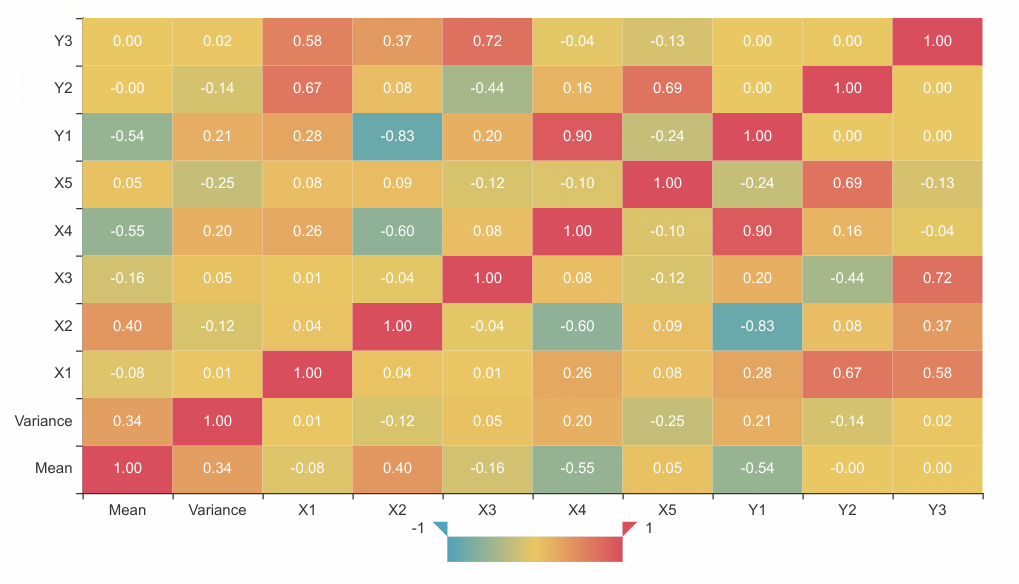 Y3 0.00 0.02 0.58 0.37 0.72 -0.04 -0.13 0.00 0.00 1.00
Y2 -0.00 -0.14 0.67 0.08 -0.44 0.16 0.69 0.00 1.00 0.00
Y1 -0.54 0.21 0.28 -0.83 0.20 0.90 -0.24 1.00 0.00 0.00
X5 0.05 -0.25 0.08 0.09 -0.12 -0.10 1.00 -0.24 0.69 -0.13
X4 -0.55 0.20 0.26 -0.60 0.08 1.00 -0.10 0.90 0.16 -0.04
X3 -0.16 0.05 0.01 -0.04 1.00 0.08 -0.12 0.20 -0.44 0.72
X2 0.40 -0.12 0.04 1.00 -0.04 -0.60 0.09 -0.83 0.08 0.37
X1 -0.08 0.01 1.00 0.04 0.01 0.26 0.08 0.28 0.67 0.58
Variance 0.34 1.00 0.01 -0.12 0.05 0.20 -0.25 0.21 -0.14 0.02
Mean 1.00 0.34 -0.08 0.40 -0.16 -0.55 0.05 -0.54 -0.00 0.00
Mean Variance X1 X2 X3 X4 X5 Y1 Y2 Y3
-1 1